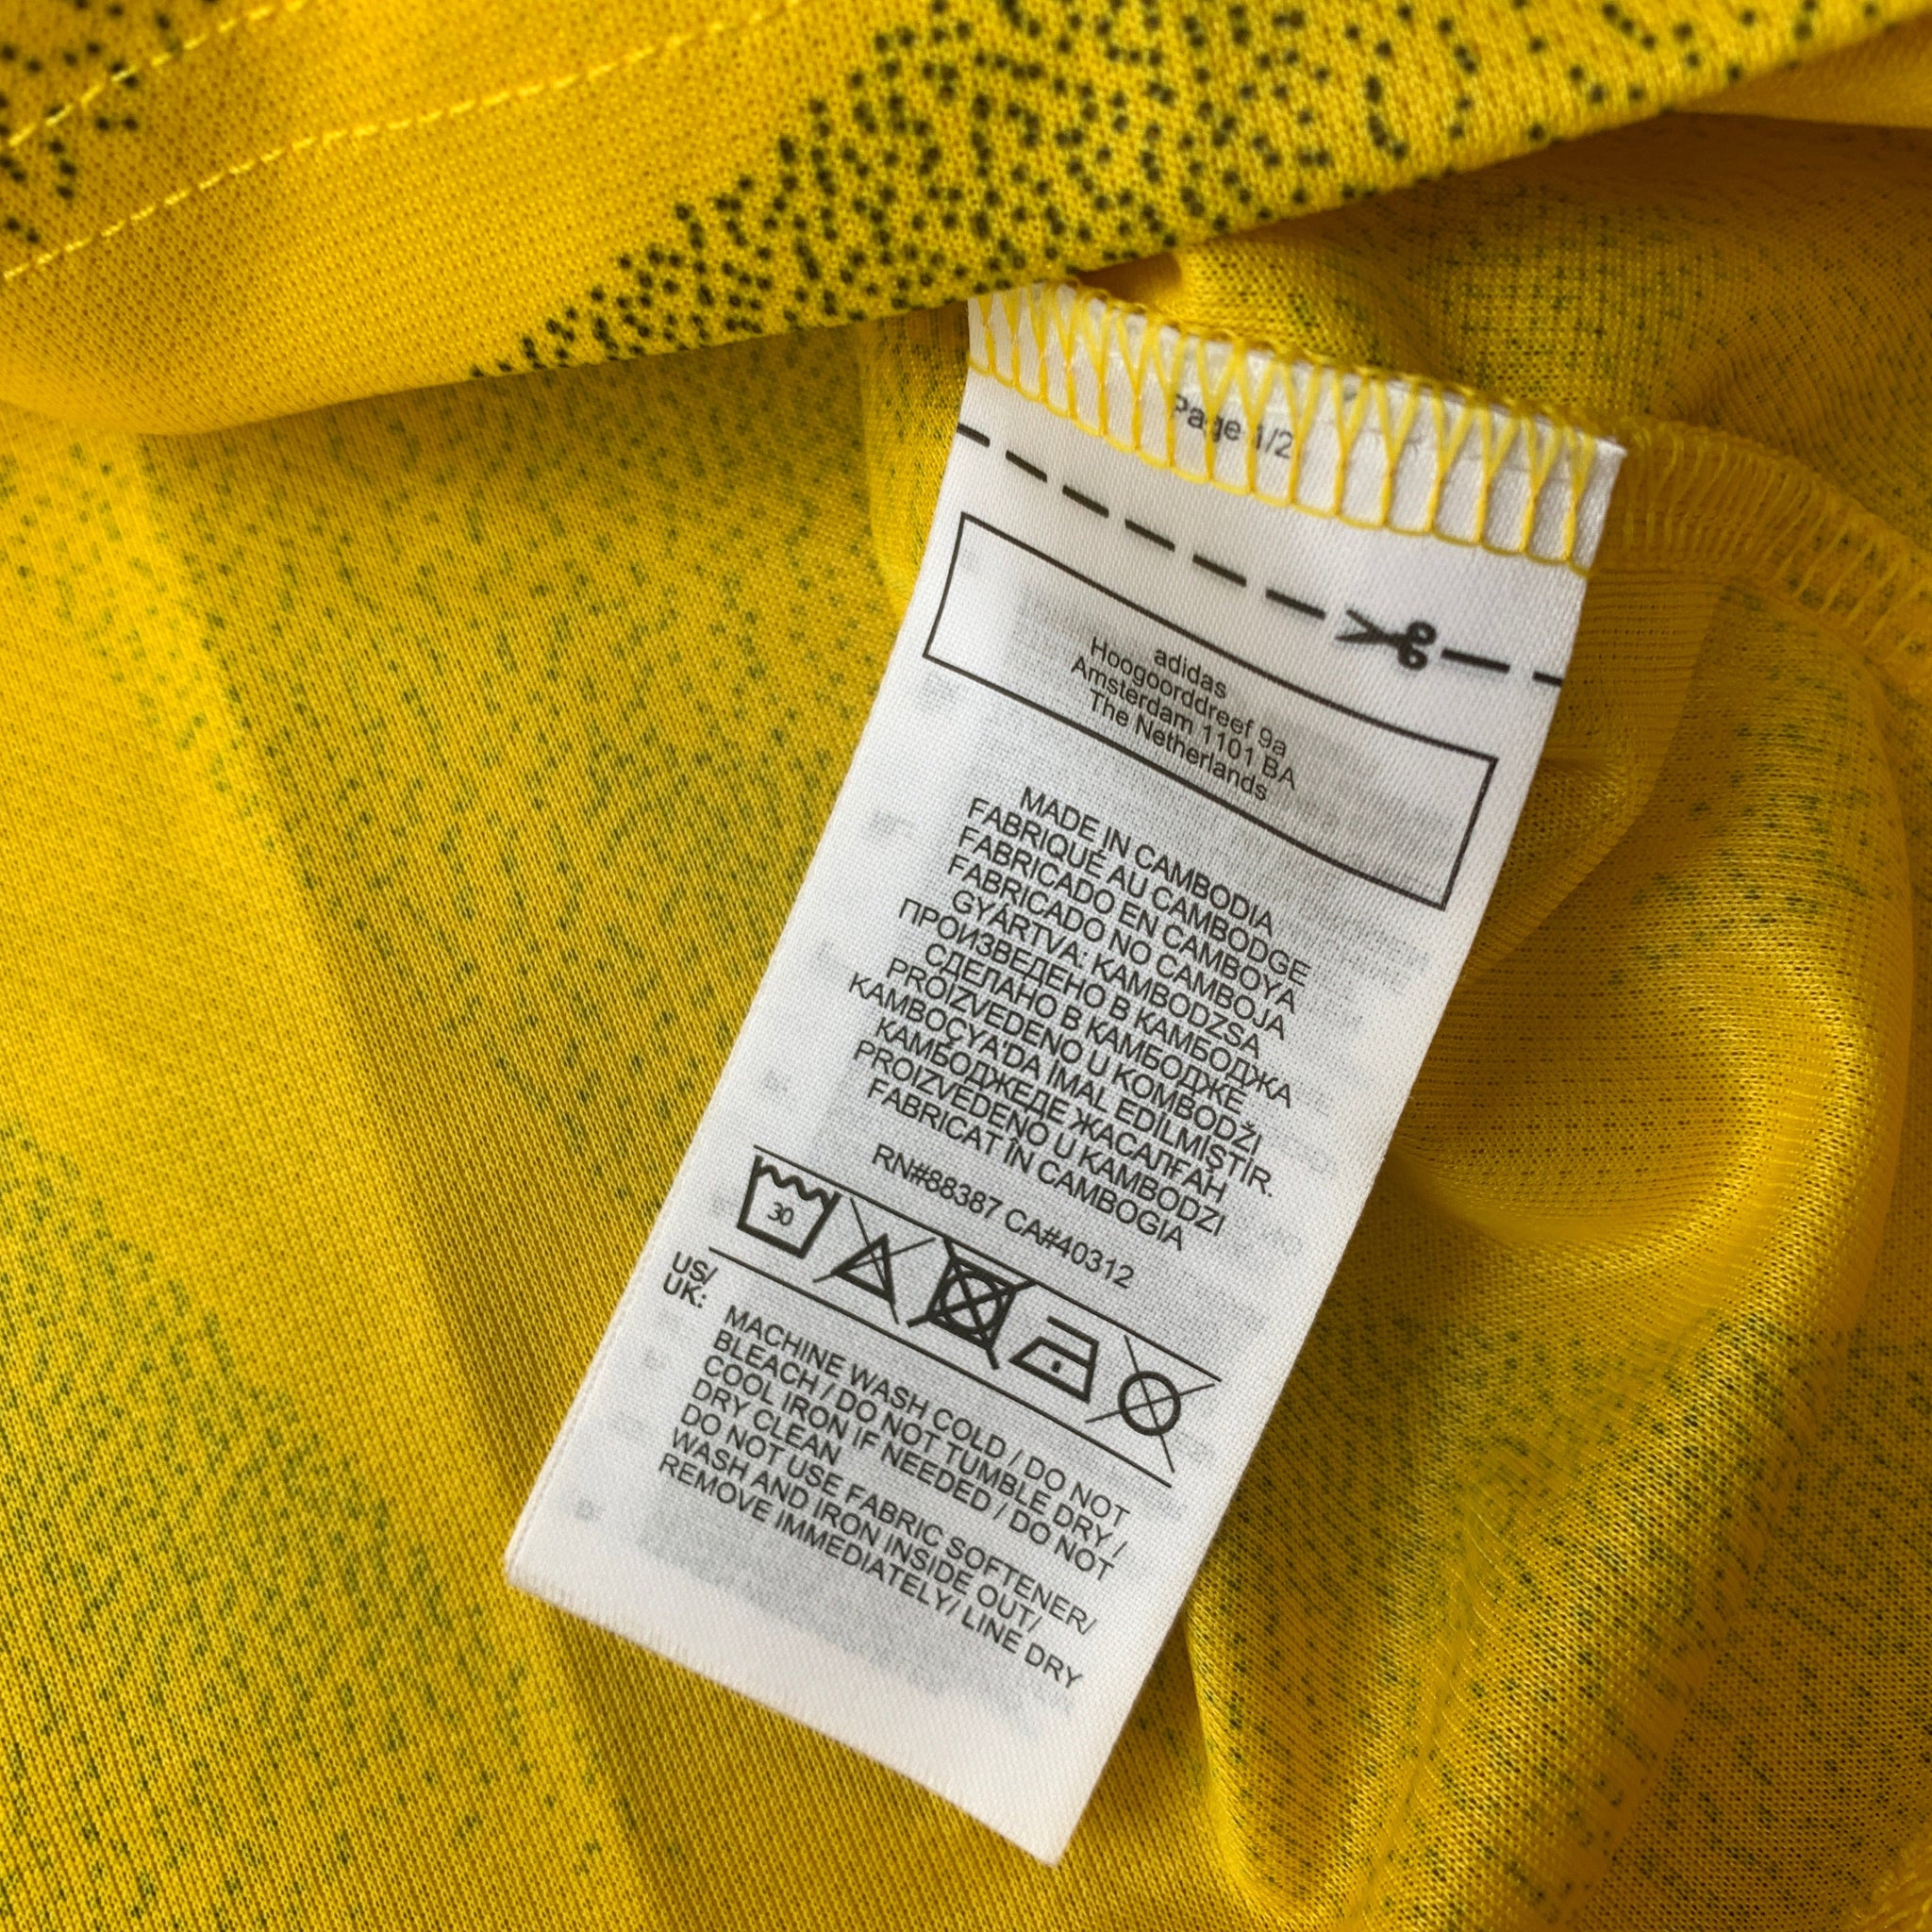 Page 1/2
adidas
Hoogoorddreef 9a
Amsterdam 1101 BA
The Netherlands
MADE IN CAMBODIA
FABRIQUÉ AU CAMBODGE
FABRICADO EN CAMBOYA
FABRICADO NO CAMBOJA
GYÁRTVA: KAMBODZSA
ПРОИЗВЕДЕНО В КАМБОДЖА
СДЕЛАНО В КАМБОДЖЕ.
PROIZVEDENO U KOMBODŽI
KAMBOÇYA'DA İMAL EDİLMİŞTİR.
КАМБОДЖЕДЕ ЖАСАЛҒАН
PROIZVEDENO U KAMBODZI
FABRICAT ÎN CAMBOGIA
RN#88387 CA#40312
30
US/
UK:
MACHINE WASH COLD / DO NOT
BLEACH / DO NOT TUMBLE DRY /
COOL IRON IF NEEDED / DO NOT
DRY CLEAN
DO NOT USE FABRIC SOFTENER/
WASH AND IRON INSIDE OUT/
REMOVE IMMEDIATELY/ LINE DRY